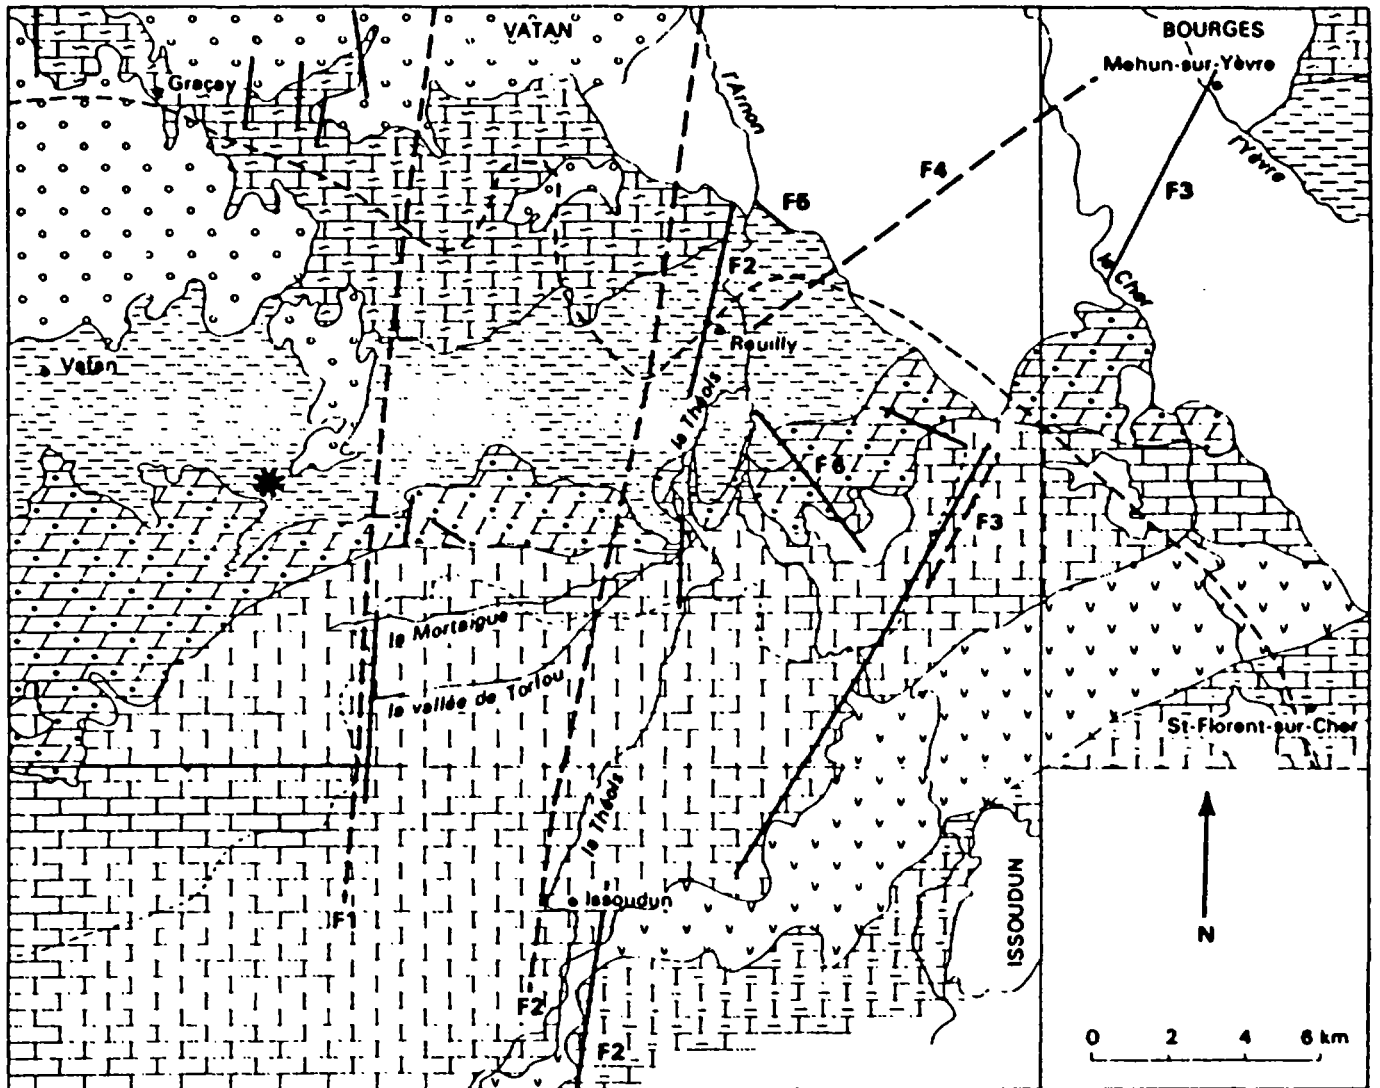 VATAN
BOURGES
Mehun-sur-Yèvre
Graçay
l'Arnon
l'Yèvre
F4
F3
F5
le Cher
F2
Reuilly
Vatan
le Théols
F6
F3
la Mortaigue
la vallée de Torlou
St-Florent-sur-Cher
le Théols
Issoudun
F1
ISSOUDUN
N
F2
F2
0 2 4 6 km